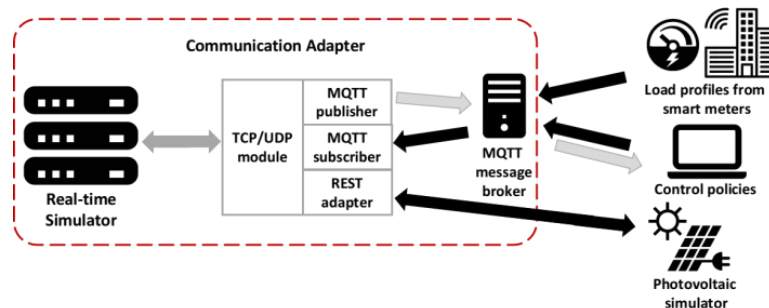 Communication Adapter
Real-time
Simulator
TCP/UDP
module
MQTT
publisher
MQTT
subscriber
REST
adapter
MQTT
message
broker
Load profiles from
smart meters
Control policies
Photovoltaic
simulator